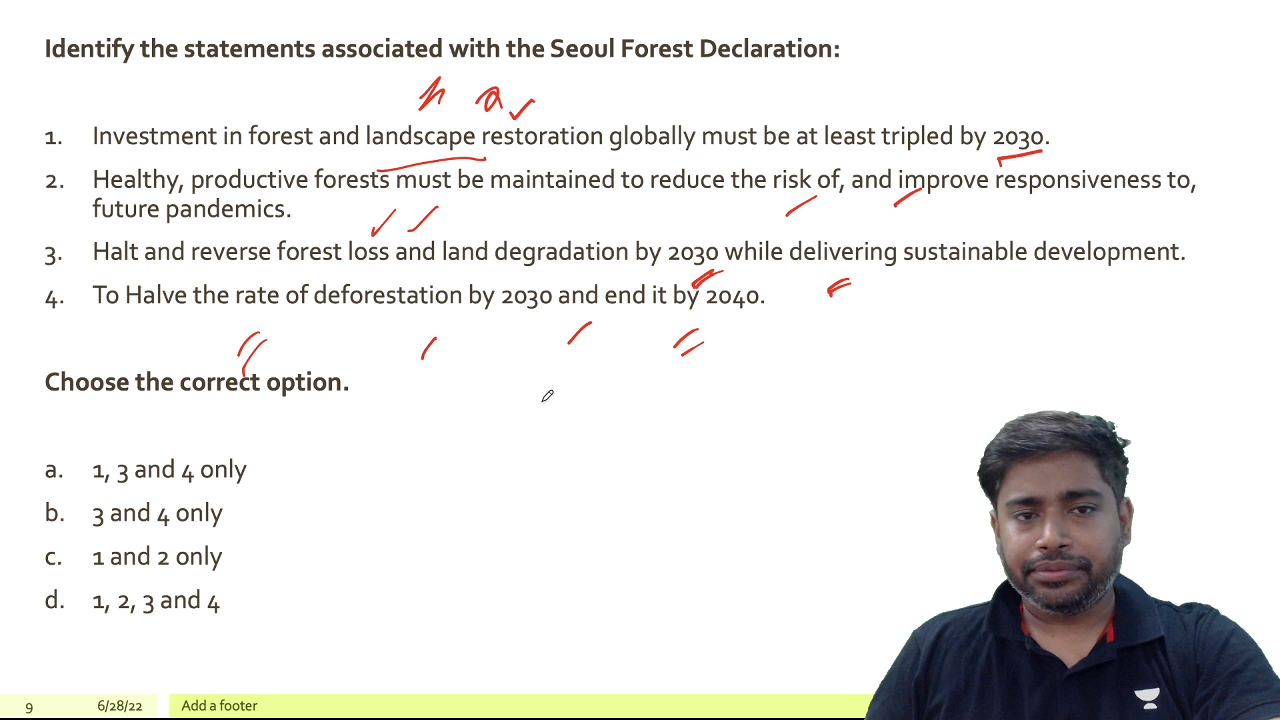 Identify the statements associated with the Seoul Forest Declaration:
1. Investment in forest and landscape restoration globally must be at least tripled by 2030.
2. Healthy, productive forests must be maintained to reduce the risk of, and improve responsiveness to,
future pandemics.
3. Halt and reverse forest loss and land degradation by 2030 while delivering sustainable development.
4. To Halve the rate of deforestation by 2030 and end it by 2040.
Choose the correct option.
a. 1, 3 and 4 only
b. 3 and 4 only
c. 1 and 2 only
d. 1, 2, 3 and 4
9 6/28/22 Add a footer